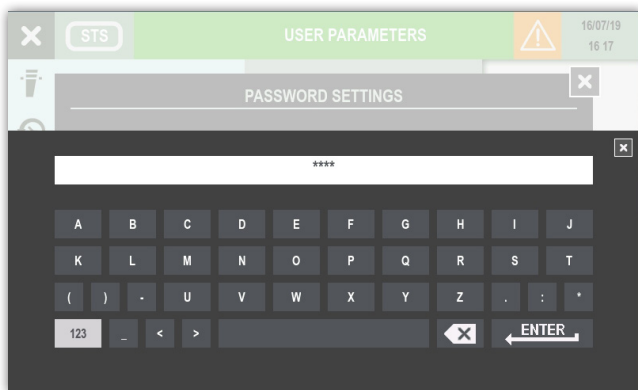 STS USER PARAMETERS 16/07/19
16 17
PASSWORD SETTINGS
****
A B C D E F G H I J
K L M N O P Q R S T
( ) - U V W X Y Z . : *
123 _ < > ENTER